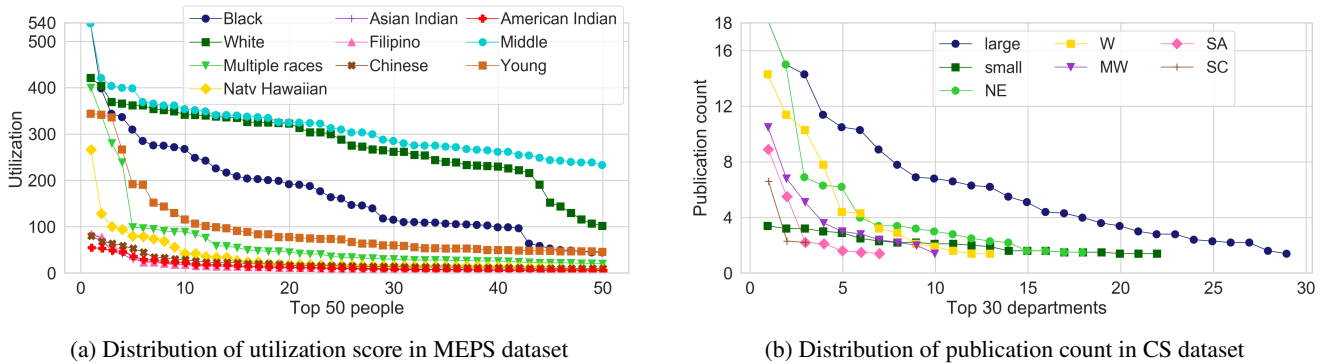 540
500
400
300
200
100
0
Utilization
Black
White
Multiple races
Natv Hawaiian
Asian Indian
Filipino
Chinese
American Indian
Middle
Young
0 10 20 30 40 50
Top 50 people
(a) Distribution of utilization score in MEPS dataset
18
16
12
8
4
0
Publication count
large
small
NE
W
MW
SA
SC
0 5 10 15 20 25 30
Top 30 departments
(b) Distribution of publication count in CS dataset